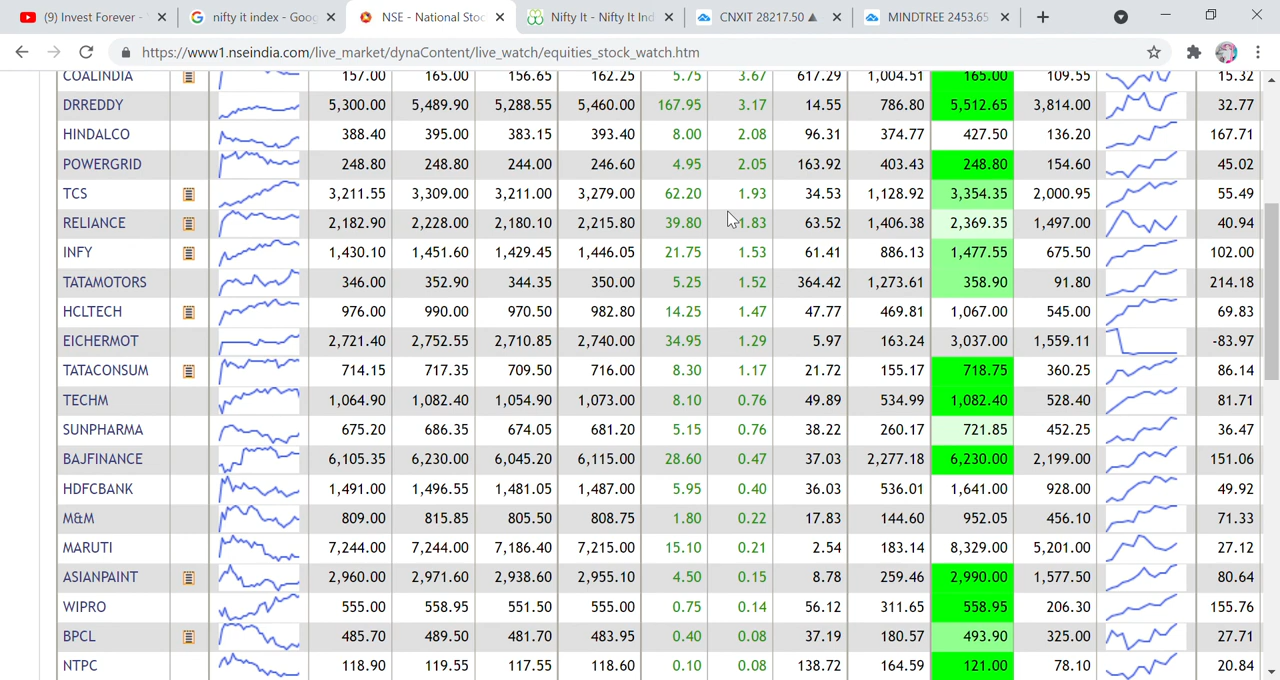 (9) Invest Forever -
nifty it index - Goog
NSE - National Stoc
Nifty It - Nifty It Ind
CNXIT 28217.50 ▲
MINDTREE 2453.65
https://www1.nseindia.com/live_market/dynaContent/live_watch/equities_stock_watch.htm
COALINDIA 157.00 165.00 156.65 162.25 5.75 3.67 617.29 1,004.51 165.00 109.55 15.32
DRREDDY 5,300.00 5,489.90 5,288.55 5,460.00 167.95 3.17 14.55 786.80 5,512.65 3,814.00 32.77
HINDALCO 388.40 395.00 383.15 393.40 8.00 2.08 96.31 374.77 427.50 136.20 167.71
POWERGRID 248.80 248.80 244.00 246.60 4.95 2.05 163.92 403.43 248.80 154.60 45.02
TCS 3,211.55 3,309.00 3,211.00 3,279.00 62.20 1.93 34.53 1,128.92 3,354.35 2,000.95 55.49
RELIANCE 2,182.90 2,228.00 2,180.10 2,215.80 39.80 1.83 63.52 1,406.38 2,369.35 1,497.00 40.94
INFY 1,430.10 1,451.60 1,429.45 1,446.05 21.75 1.53 61.41 886.13 1,477.55 675.50 102.00
TATAMOTORS 346.00 352.90 344.35 350.00 5.25 1.52 364.42 1,273.61 358.90 91.80 214.18
HCLTECH 976.00 990.00 970.50 982.80 14.25 1.47 47.77 469.81 1,067.00 545.00 69.83
EICHERMOT 2,721.40 2,752.55 2,710.85 2,740.00 34.95 1.29 5.97 163.24 3,037.00 1,559.11 -83.97
TATACONSUM 714.15 717.35 709.50 716.00 8.30 1.17 21.72 155.17 718.75 360.25 86.14
TECHM 1,064.90 1,082.40 1,054.90 1,073.00 8.10 0.76 49.89 534.99 1,082.40 528.40 81.71
SUNPHARMA 675.20 686.35 674.05 681.20 5.15 0.76 38.22 260.17 721.85 452.25 36.47
BAJFINANCE 6,105.35 6,230.00 6,045.20 6,115.00 28.60 0.47 37.03 2,277.18 6,230.00 2,199.00 151.06
HDFCBANK 1,491.00 1,496.55 1,481.05 1,487.00 5.95 0.40 36.03 536.01 1,641.00 928.00 49.92
M&M 809.00 815.85 805.50 808.75 1.80 0.22 17.83 144.60 952.05 456.10 71.33
MARUTI 7,244.00 7,244.00 7,186.40 7,215.00 15.10 0.21 2.54 183.14 8,329.00 5,201.00 27.12
ASIANPAINT 2,960.00 2,971.60 2,938.60 2,955.10 4.50 0.15 8.78 259.46 2,990.00 1,577.50 80.64
WIPRO 555.00 558.95 551.50 555.00 0.75 0.14 56.12 311.65 558.95 206.30 155.76
BPCL 485.70 489.50 481.70 483.95 0.40 0.08 37.19 180.57 493.90 325.00 27.71
NTPC 118.90 119.55 117.55 118.60 0.10 0.08 138.72 164.59 121.00 78.10 20.84